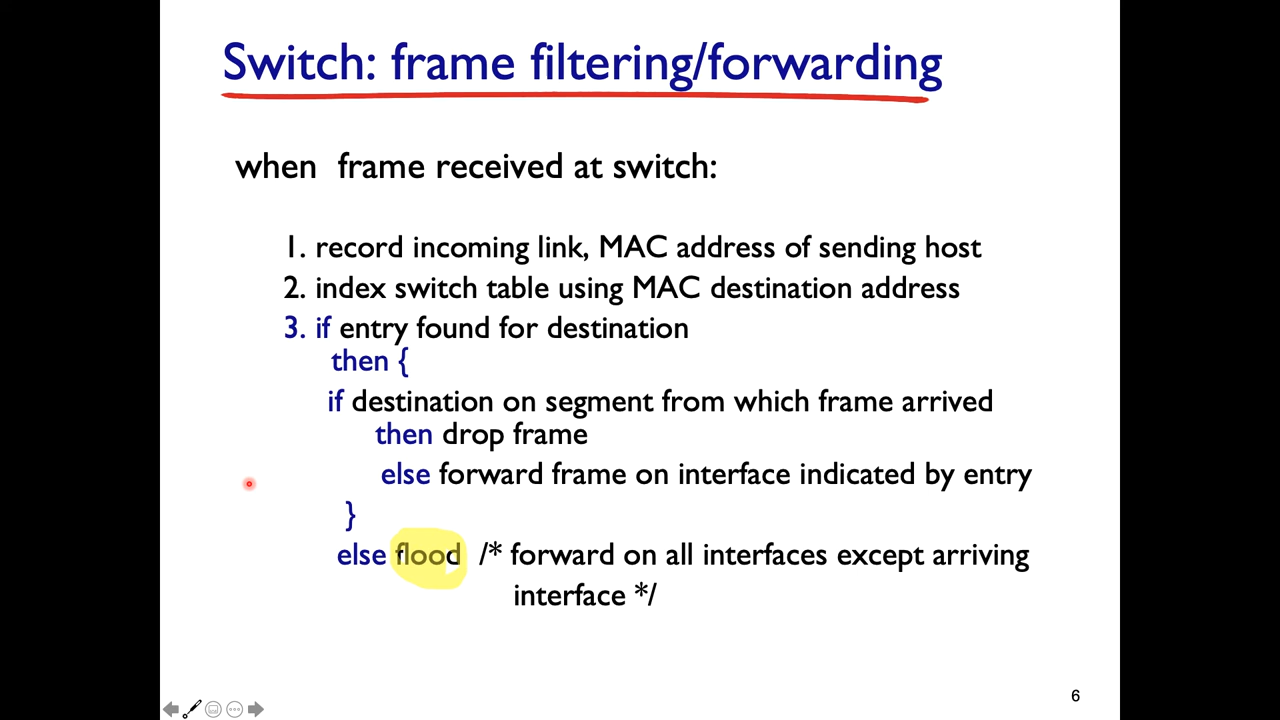 Switch: frame filtering/forwarding
when frame received at switch:
1. record incoming link, MAC address of sending host
2. index switch table using MAC destination address
3. if entry found for destination
then {
if destination on segment from which frame arrived
then drop frame
else forward frame on interface indicated by entry
}
else flood /* forward on all interfaces except arriving
interface */
6